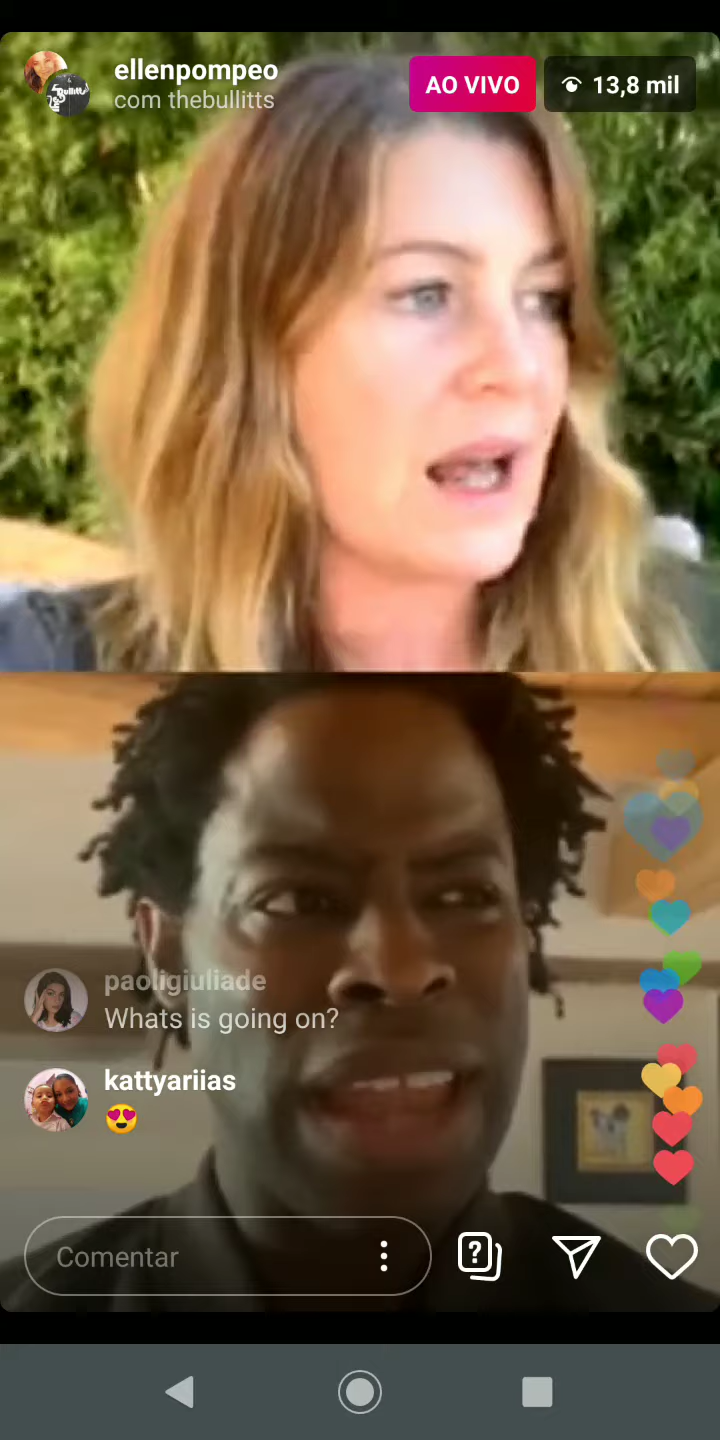 ellenpompeo
com thebullitts
AO VIVO
13,8 mil
paoligiuliade
Whats is going on?
kattyariias
Comentar